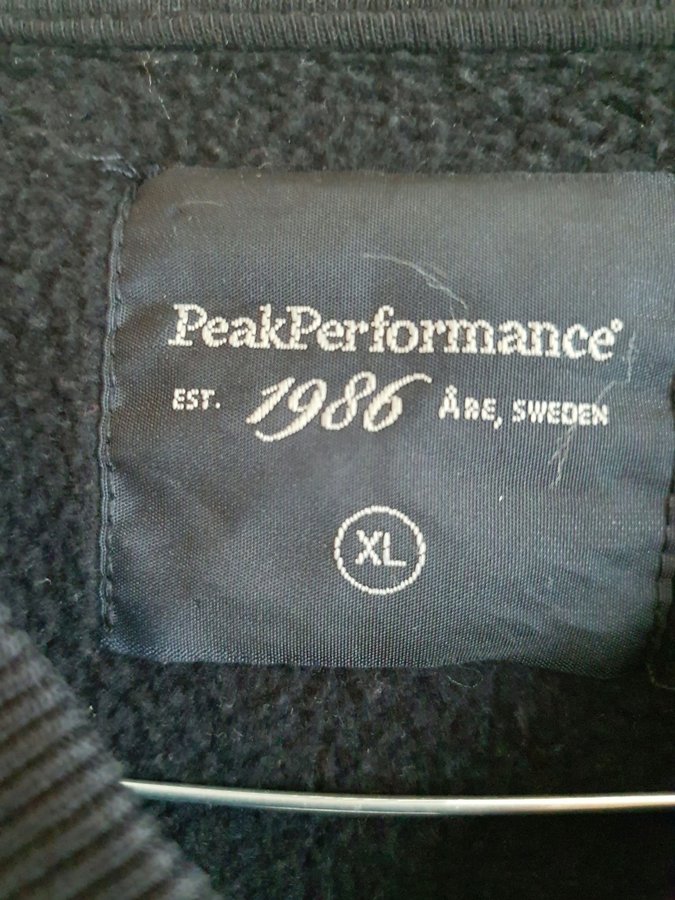 PeakPerformance®
EST. 1986 ÅRE, SWEDEN
XL